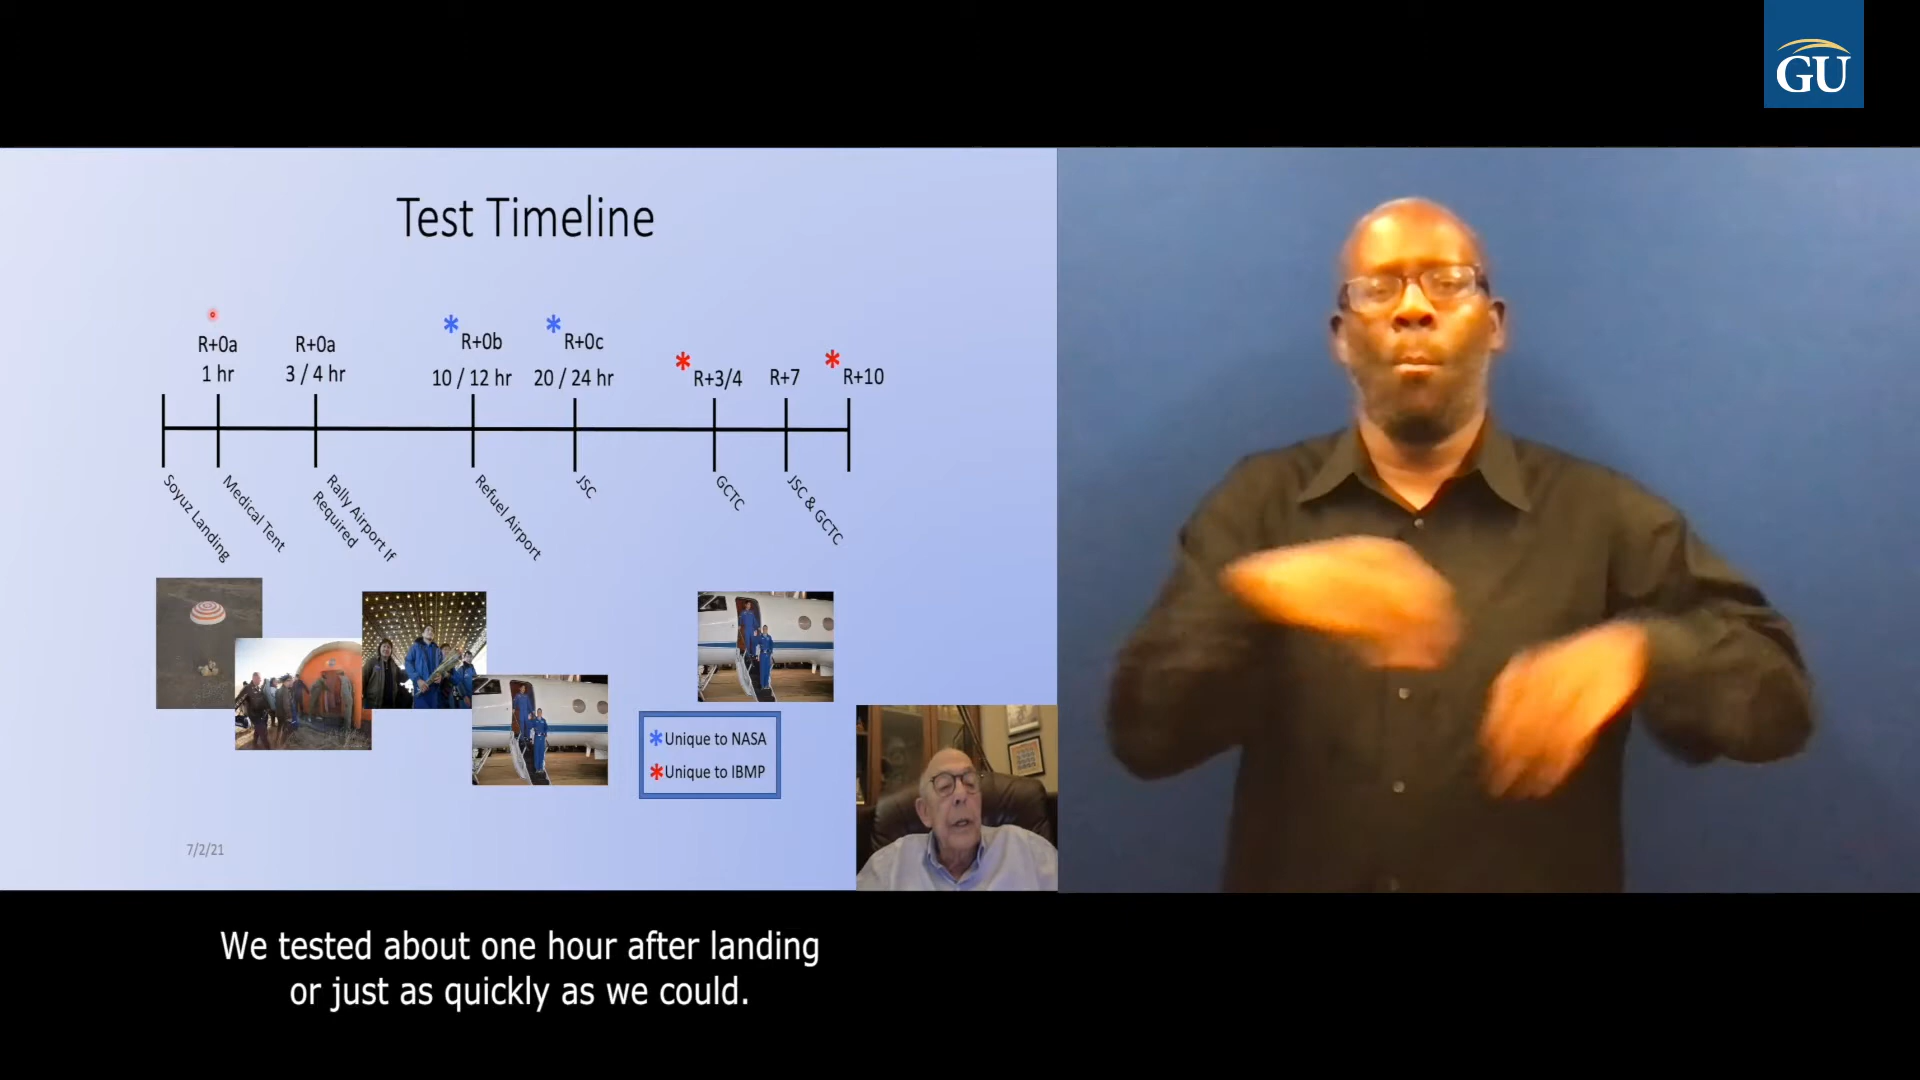 GU
Test Timeline
R+0a
1 hr
R+0a
3 / 4 hr
* R+0b
10 / 12 hr
* R+0c
20 / 24 hr
* R+3/4
R+7
* R+10
Soyuz Landing
Medical Tent
Rally Airport If
Required
Refuel Airport
JSC
GCTC
JSC & GCTC
* Unique to NASA
* Unique to IBMP
7/2/21
We tested about one hour after landing
or just as quickly as we could.